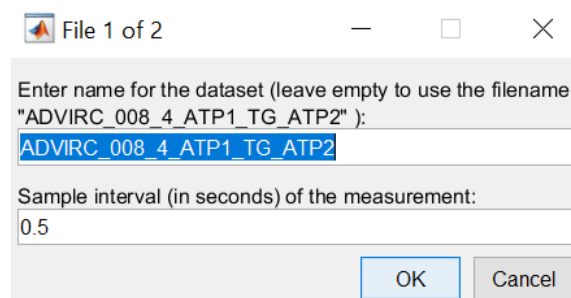 File 1 of 2
Enter name for the dataset (leave empty to use the filename
"ADVIRC_008_4_ATP1_TG_ATP2" ):
ADVIRC_008_4_ATP1_TG_ATP2
Sample interval (in seconds) of the measurement:
0.5
OK Cancel